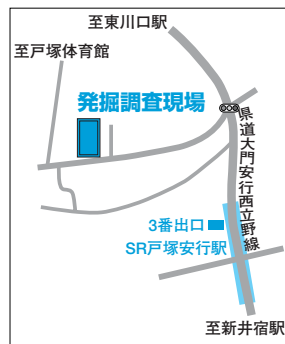 至東川口駅
至戸塚体育館
発掘調査現場
県道大門安行西立野線
3番出口
SR戸塚安行駅
至新井宿駅